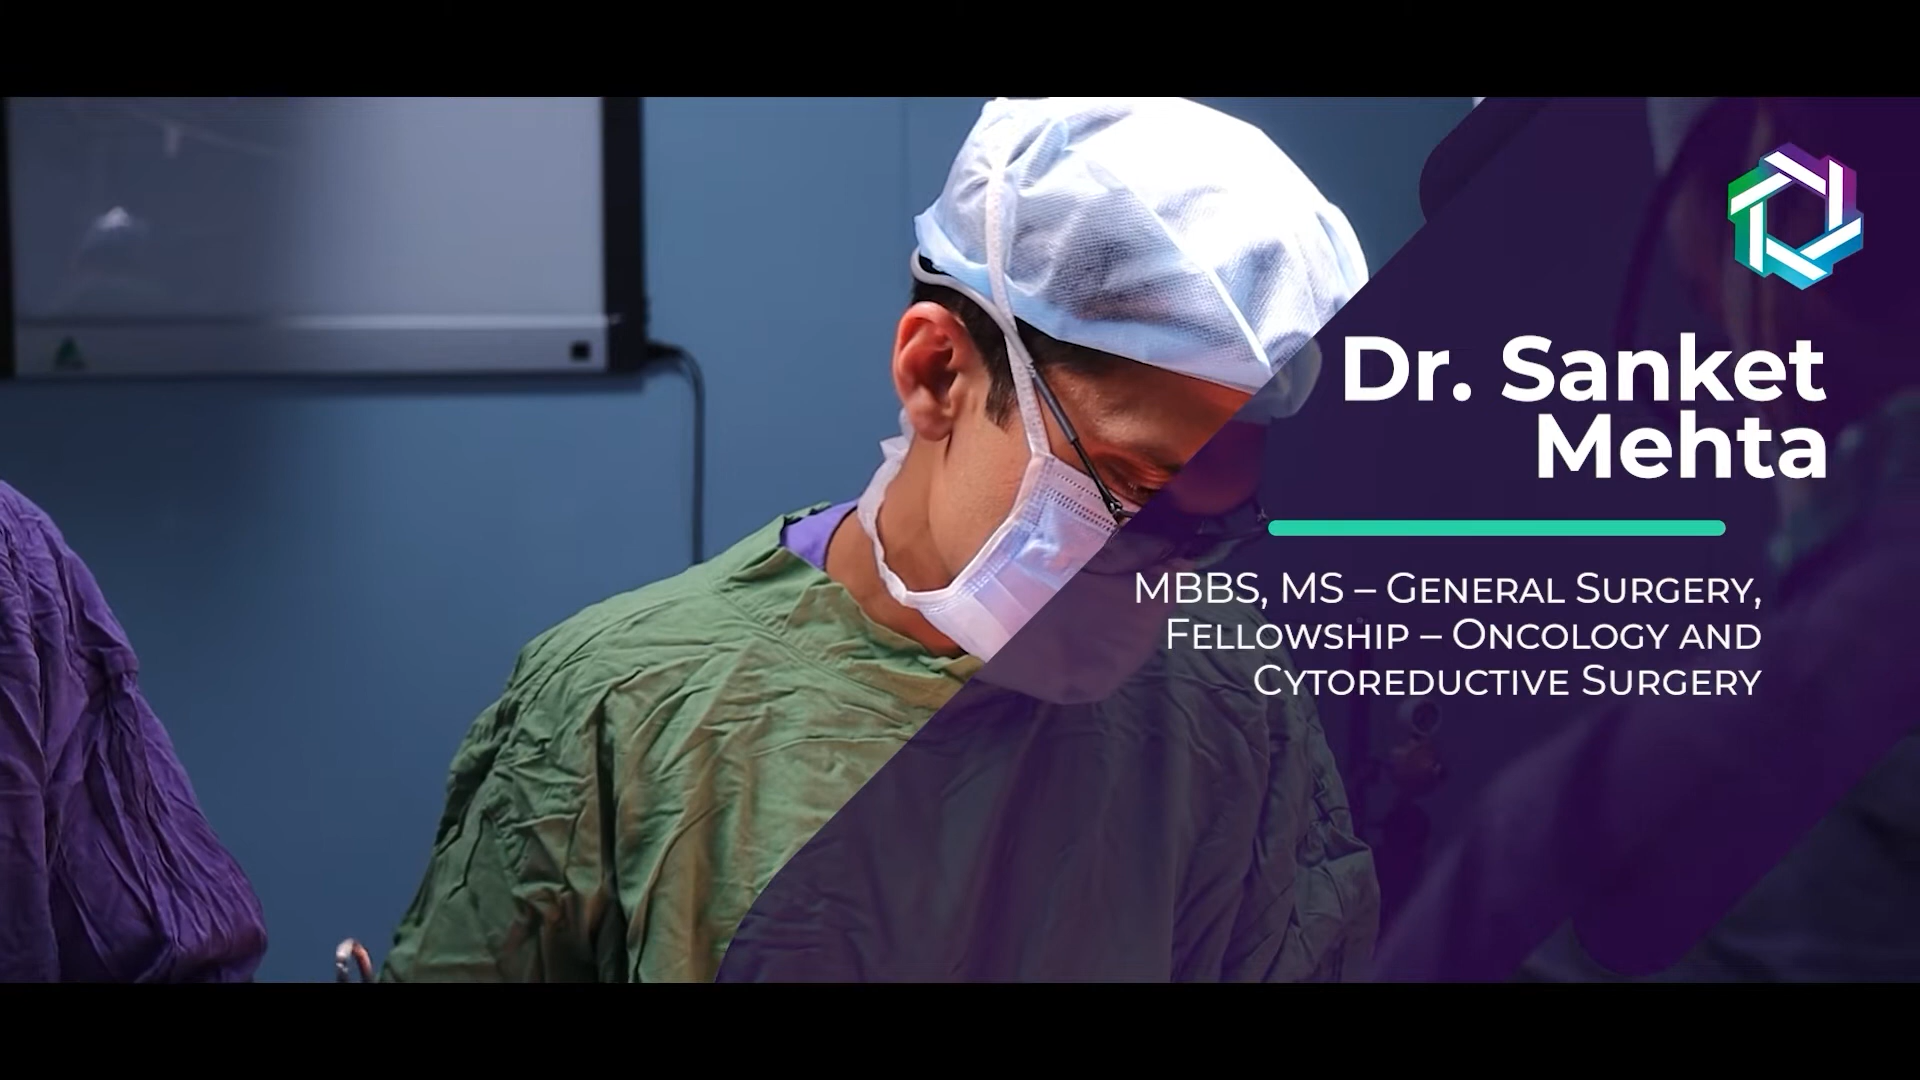 Dr. Sanket
Mehta
MBBS, MS – General Surgery,
Fellowship – Oncology and
Cytoreductive Surgery